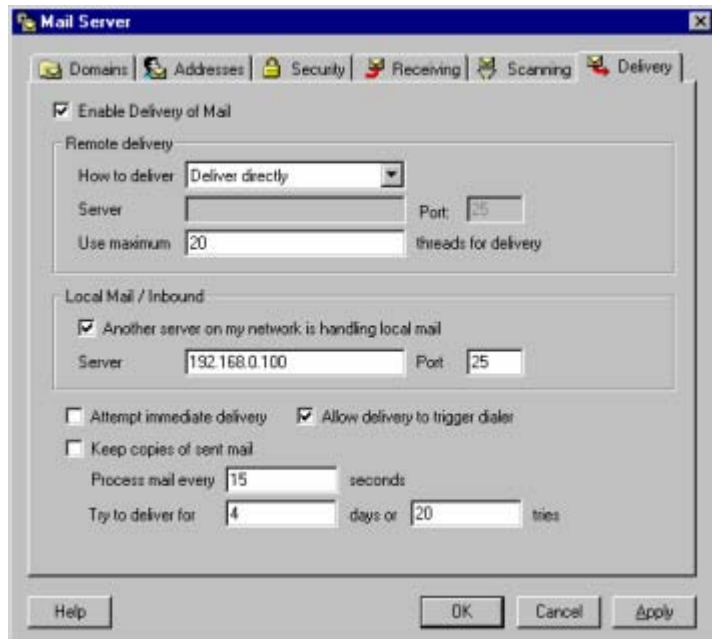 Mail Server
Domains Addresses Security Receiving Scanning Delivery
Enable Delivery of Mail
Remote delivery
How to deliver Deliver directly
Server Port: 25
Use maximum 20 threads for delivery
Local Mail / Inbound
Another server on my network is handling local mail
Server 192.168.0.100 Port 25
Attempt immediate delivery Allow delivery to trigger dialer
Keep copies of sent mail
Process mail every 15 seconds
Try to deliver for 4 days or 20 tries
Help OK Cancel Apply